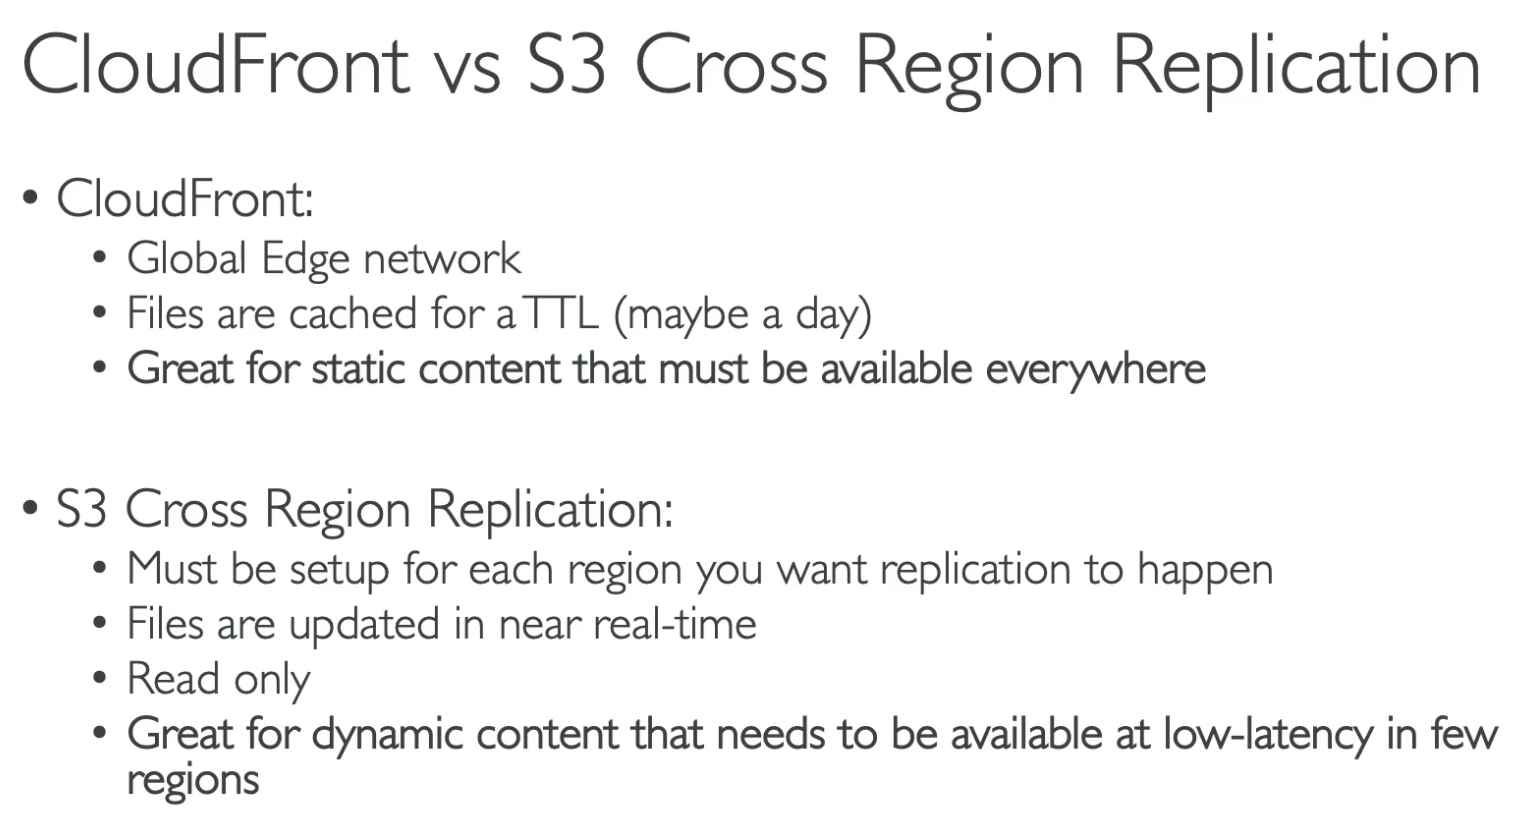 CloudFront vs S3 Cross Region Replication
• CloudFront:
• Global Edge network
• Files are cached for a TTL (maybe a day)
• Great for static content that must be available everywhere
• S3 Cross Region Replication:
• Must be setup for each region you want replication to happen
• Files are updated in near real-time
• Read only
• Great for dynamic content that needs to be available at low-latency in few
regions